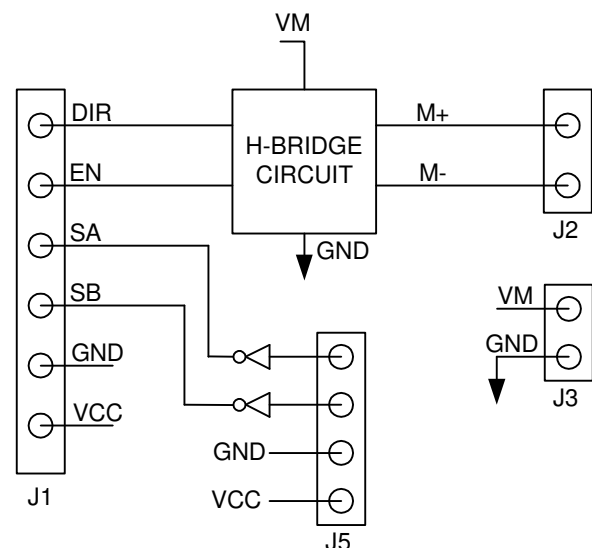 VM
DIR
M+
H-BRIDGE
CIRCUIT
EN
M-
J2
SA
GND
SB
VM
GND
GND
J3
VCC
GND
VCC
J1
J5